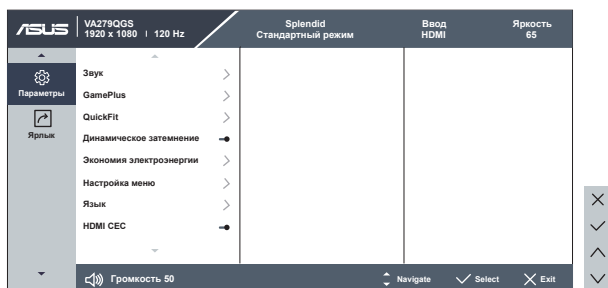 ASUS
VA279QGS
1920 x 1080 | 120 Hz
Splendid
Стандартный режим
Ввод
HDMI
Яркость
65
Параметры
Ярлык
Звук
GamePlus
QuickFit
Динамическое затемнение
Экономия электроэнергии
Настройка меню
Язык
HDMI CEC
Громкость 50
Navigate
Select
Exit